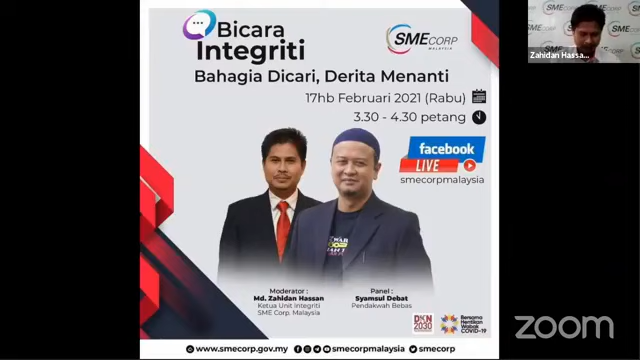 Bicara
Integriti
SMECORP
MALAYSIA
Bahagia Dicari, Derita Menanti
17hb Februari 2021 (Rabu)
3.30 - 4.30 petang
facebook
LIVE
smecorpmalaysia
Moderator :
Md. Zahidan Hassan
Ketua Unit Integriti
SME Corp. Malaysia
Panel :
Syamsul Debat
Pendakwah Bebas
DKN
2030
Bersama
Hentikan
Wabak
COVID-19
www.smecorp.gov.my
smecorpmalaysia
smecorp
SMECORP
Zahidan Hassa...
zoom